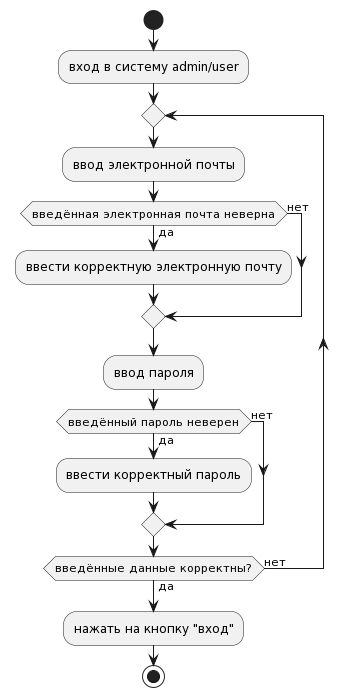 вход в систему admin/user
ввод электронной почты
введённая электронная почта неверна
нет
да
ввести корректную электронную почту
ввод пароля
введённый пароль неверен
нет
да
ввести корректный пароль
введённые данные корректны?
нет
да
нажать на кнопку "вход"